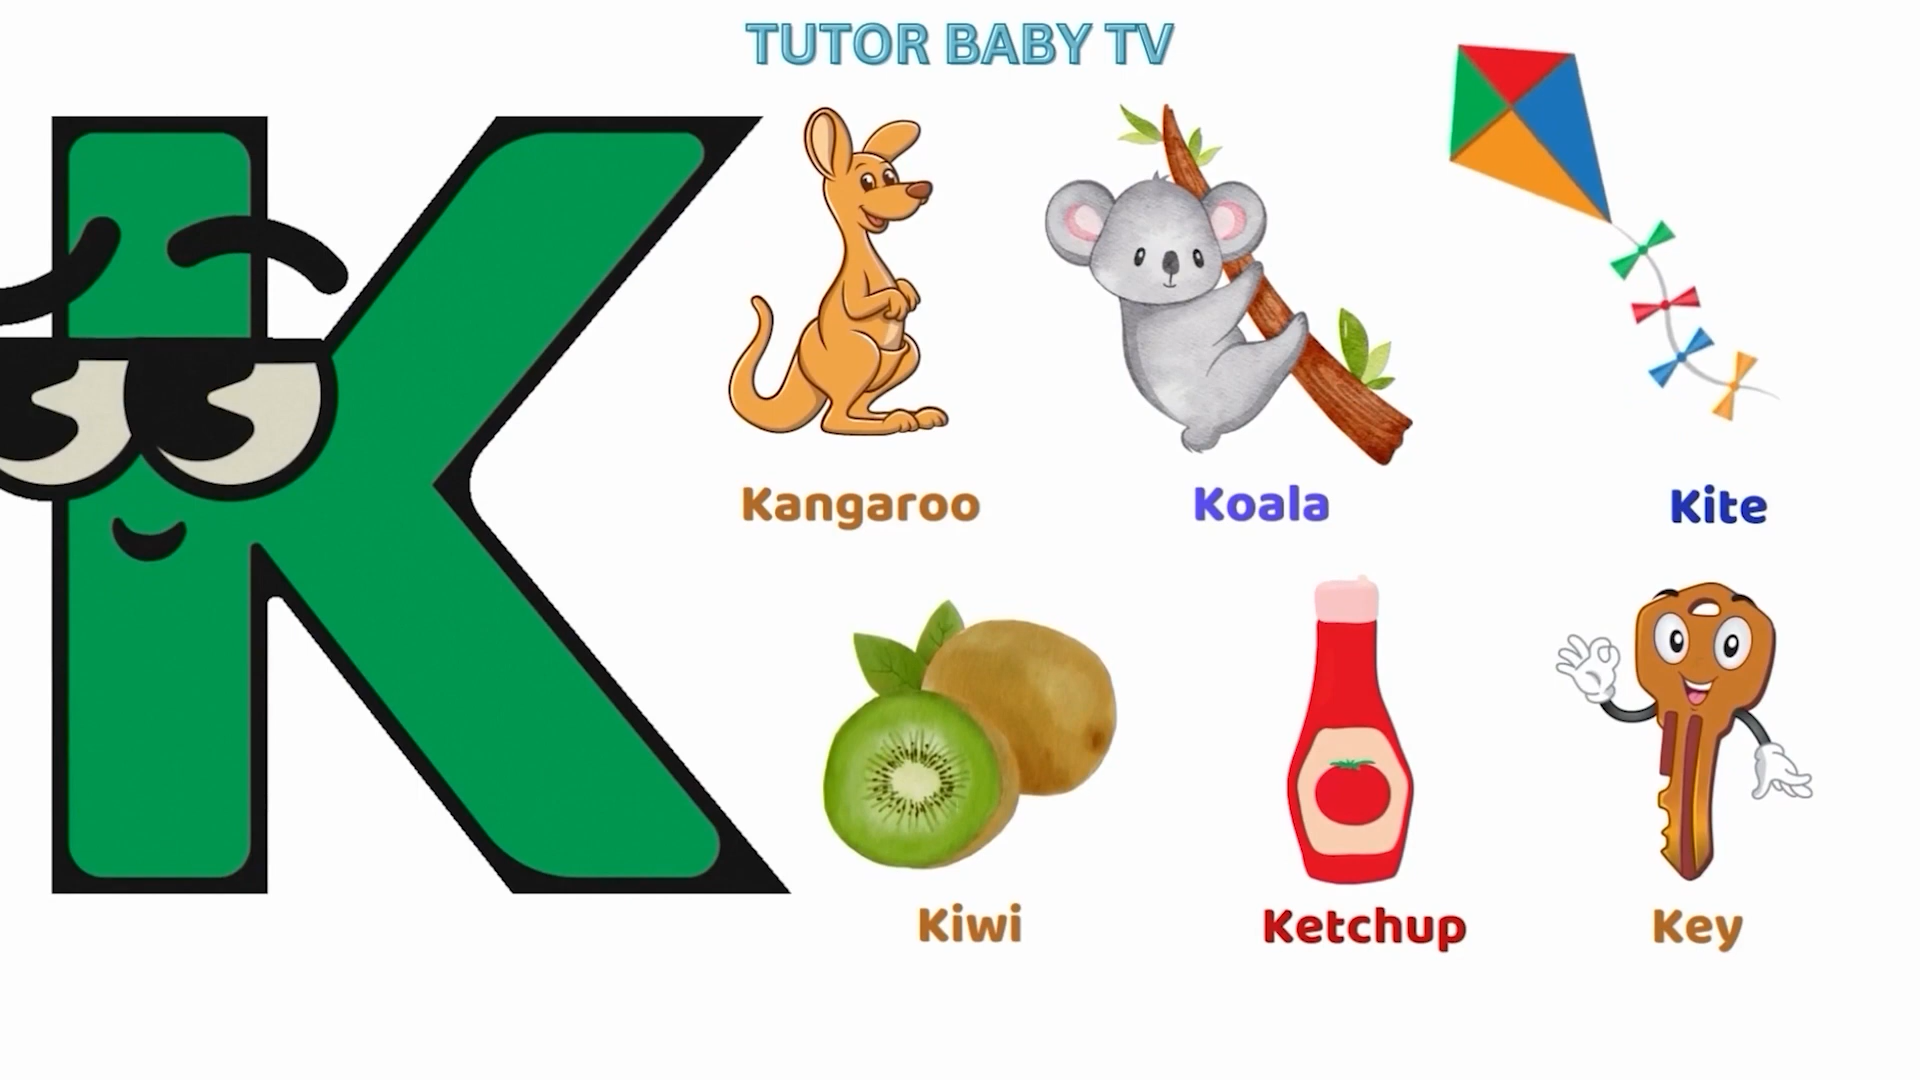 TUTOR BABY TV
K
Kangaroo
Koala
Kite
Kiwi
Ketchup
Key